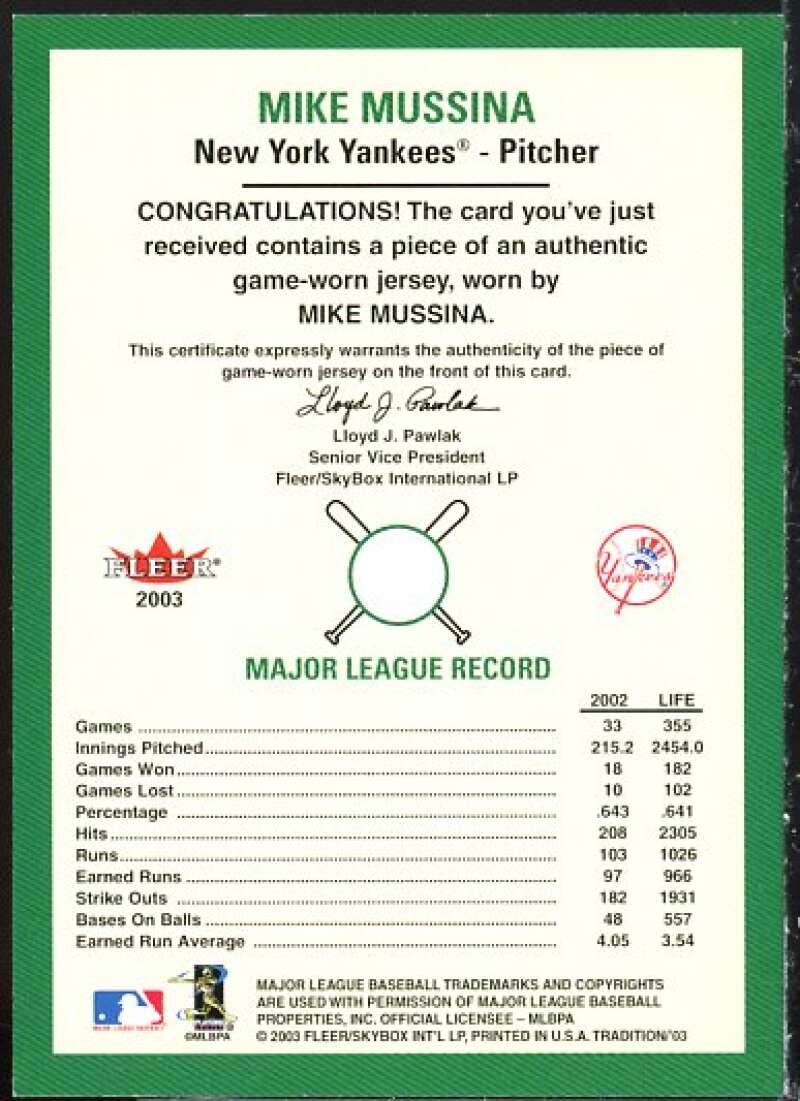 MIKE MUSSINA
New York Yankees® - Pitcher
CONGRATULATIONS! The card you've just
received contains a piece of an authentic
game-worn jersey, worn by
MIKE MUSSINA.
This certificate expressly warrants the authenticity of the piece of
game-worn jersey on the front of this card.
Lloyd J. Pawlak
Lloyd J. Pawlak
Senior Vice President
Fleer/SkyBox International LP
FLEER®
2003
Yankees
MAJOR LEAGUE RECORD
2002 LIFE
Games 33 355
Innings Pitched 215.2 2454.0
Games Won 18 182
Games Lost 10 102
Percentage .643 .641
Hits 208 2305
Runs 103 1026
Earned Runs 97 966
Strike Outs 182 1931
Bases On Balls 48 557
Earned Run Average 4.05 3.54
©MLBPA
MAJOR LEAGUE BASEBALL TRADEMARKS AND COPYRIGHTS
ARE USED WITH PERMISSION OF MAJOR LEAGUE BASEBALL
PROPERTIES, INC. OFFICIAL LICENSEE – MLBPA
© 2003 FLEER/SKYBOX INT'L LP, PRINTED IN U.S.A. TRADITION/'03